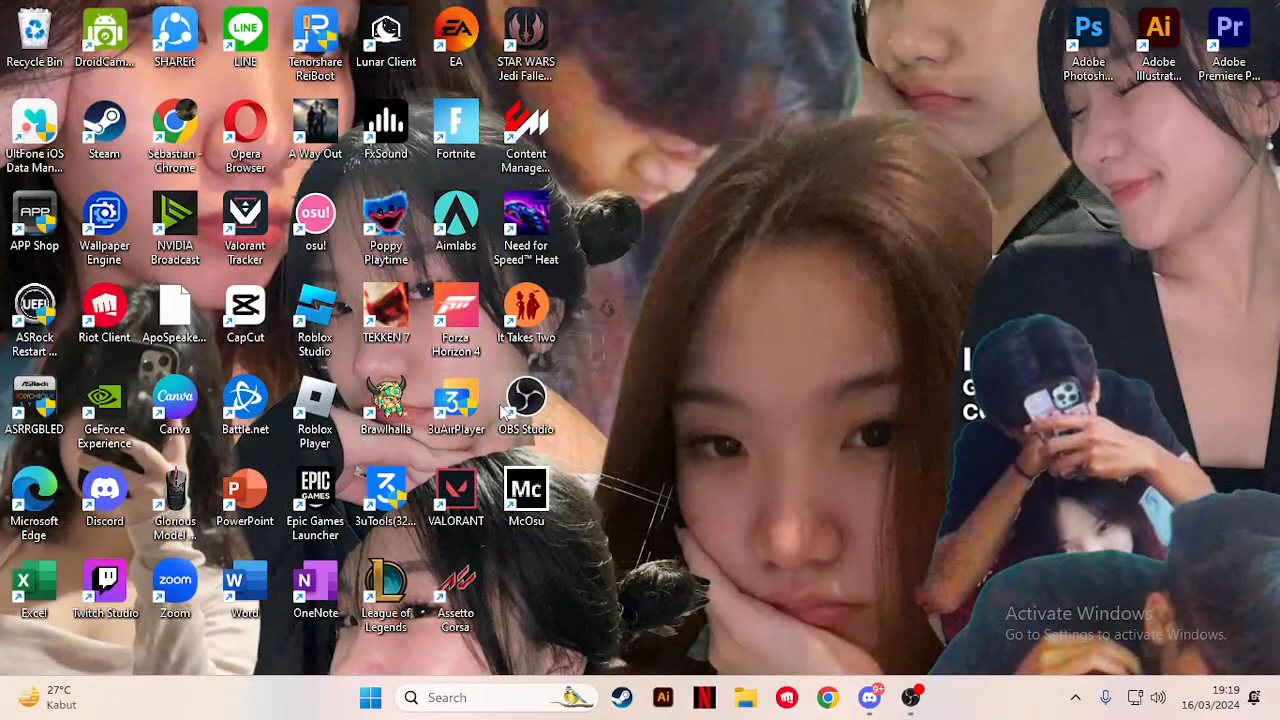 Recycle Bin
DroidCam...
SHAREit
LINE
Tenorshare
ReiBoot
Lunar Client
EA
STAR WARS
Jedi Falle...
Adobe
Photosh...
Adobe
Illustrat...
Adobe
Premiere P...
UltFone iOS
Data Man...
Steam
Sebastian -
Chrome
Opera
Browser
A Way Out
FxSound
Fortnite
Content
Manage...
APP Shop
Wallpaper
Engine
NVIDIA
Broadcast
Valorant
Tracker
osu!
Poppy
Playtime
Aimlabs
Need for
Speed™ Heat
ASRock
Restart ...
Riot Client
ApoSpeake...
CapCut
Roblox
Studio
TEKKEN 7
Forza
Horizon 4
It Takes Two
ASRRGBLED
GeForce
Experience
Canva
Battle.net
Roblox
Player
Brawlhalla
3uAirPlayer
OBS Studio
Microsoft
Edge
Discord
Glorious
Model ...
PowerPoint
Epic Games
Launcher
3uTools(32...
VALORANT
McOsu
Excel
Twitch Studio
Zoom
Word
OneNote
League of
Legends
Assetto
Corsa
Activate Windows
Go to Settings to activate Windows.
27°C
Kabut
Search
9+
19:19
16/03/2024